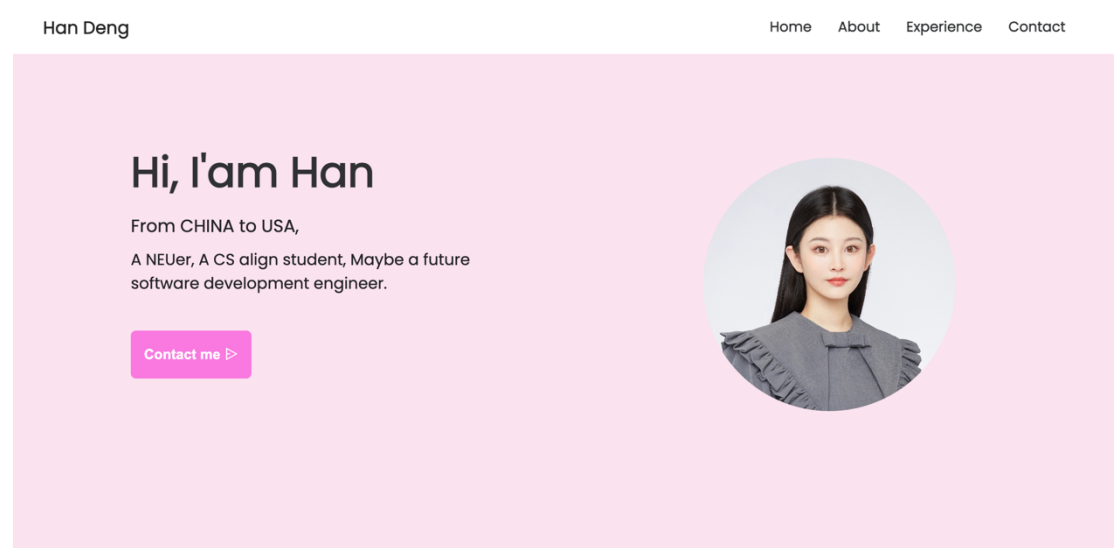 Han Deng
Home About Experience Contact
Hi, I'am Han
From CHINA to USA,
A NEUer, A CS align student, Maybe a future
software development engineer.
Contact me